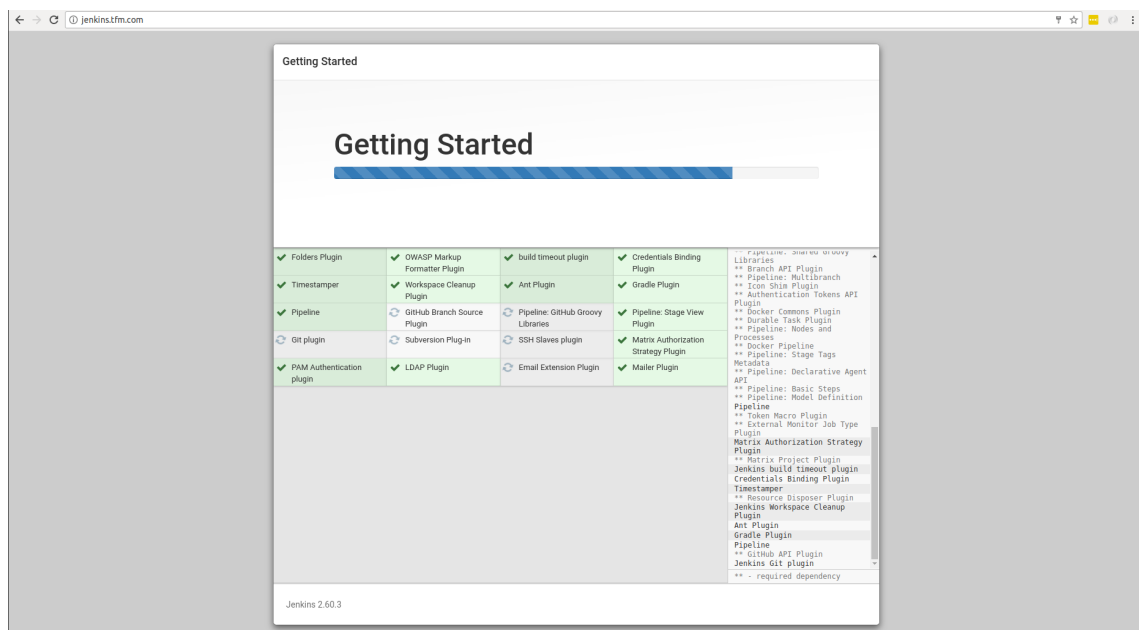 jenkins.tfm.com
Getting Started
Getting Started
Folders Plugin
OWASP Markup
Formatter Plugin
build timeout plugin
Credentials Binding
Plugin
Timestamper
Workspace Cleanup
Plugin
Ant Plugin
Gradle Plugin
Pipeline
GitHub Branch Source
Plugin
Pipeline: GitHub Groovy
Libraries
Pipeline: Stage View
Plugin
Git plugin
Subversion Plug-in
SSH Slaves plugin
Matrix Authorization
Strategy Plugin
PAM Authentication
plugin
LDAP Plugin
Email Extension Plugin
Mailer Plugin
** Pipeline: Shared Groovy
Libraries
** Branch API Plugin
** Pipeline: Multibranch
** Icon Shim Plugin
** Authentication Tokens API
Plugin
** Docker Commons Plugin
** Durable Task Plugin
** Pipeline: Nodes and
Processes
** Docker Pipeline
** Pipeline: Stage Tags
Metadata
** Pipeline: Declarative Agent
API
** Pipeline: Basic Steps
** Pipeline: Model Definition
Pipeline
** Token Macro Plugin
** External Monitor Job Type
Plugin
Matrix Authorization Strategy
Plugin
** Matrix Project Plugin
Jenkins build timeout plugin
Credentials Binding Plugin
Timestamper
** Resource Disposer Plugin
Jenkins Workspace Cleanup
Plugin
Ant Plugin
Gradle Plugin
Pipeline
** GitHub API Plugin
Jenkins Git plugin
** - required dependency
Jenkins 2.60.3